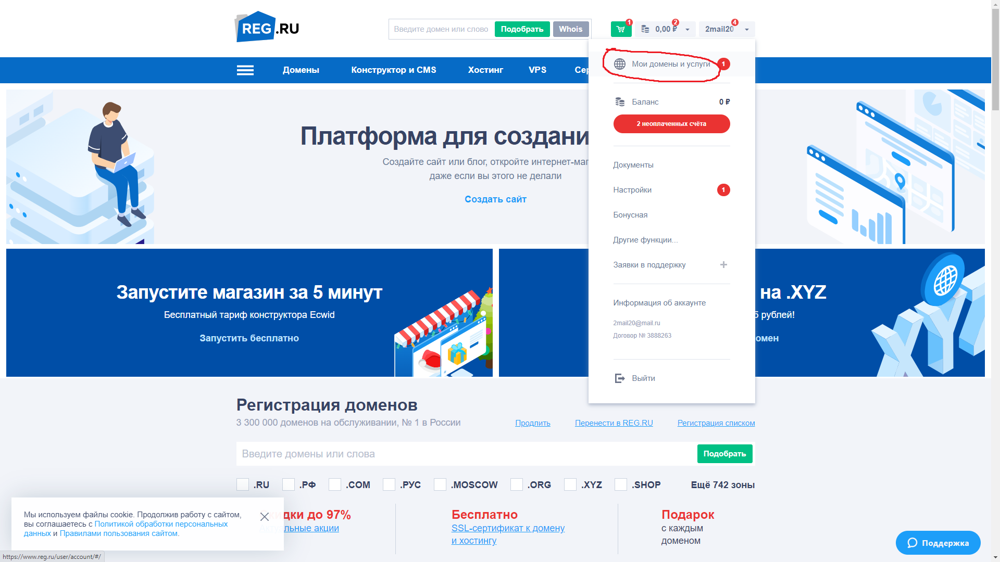 REG.RU
Введите домен или слово
Подобрать
Whois
1
0,00 ₽
2
2mail20
4
Домены
Конструктор и CMS
Хостинг
VPS
Сер
Мои домены и услуги
1
Баланс
0 ₽
2 неоплаченных счёта
Документы
Настройки
1
Бонусная
Другие функции...
Заявки в поддержку
+
Информация об аккаунте
2mail20@mail.ru
Договор № 3888263
Выйти
Платформа для создани
Создайте сайт или блог, откройте интернет-маг
даже если вы этого не делали
Создать сайт
Запустите магазин за 5 минут
Бесплатный тариф конструктора Ecwid
Запустить бесплатно
на .XYZ
5 рублей!
омен
XYZ
Регистрация доменов
3 300 000 доменов на обслуживании, № 1 в России
Продлить
Перенести в REG.RU
Регистрация списком
Введите домены или слова
Подобрать
.RU
.РФ
.COM
.РУС
.MOSCOW
.ORG
.XYZ
.SHOP
Ещё 742 зоны
Скидки до 97%
Актуальные акции
Бесплатно
SSL-сертификат к домену
и хостингу
Подарок
с каждым
доменом
Мы используем файлы cookie. Продолжив работу с сайтом,
вы соглашаетесь с Политикой обработки персональных
данных и Правилами пользования сайтом.
Поддержка
https://www.reg.ru/user/account/#/